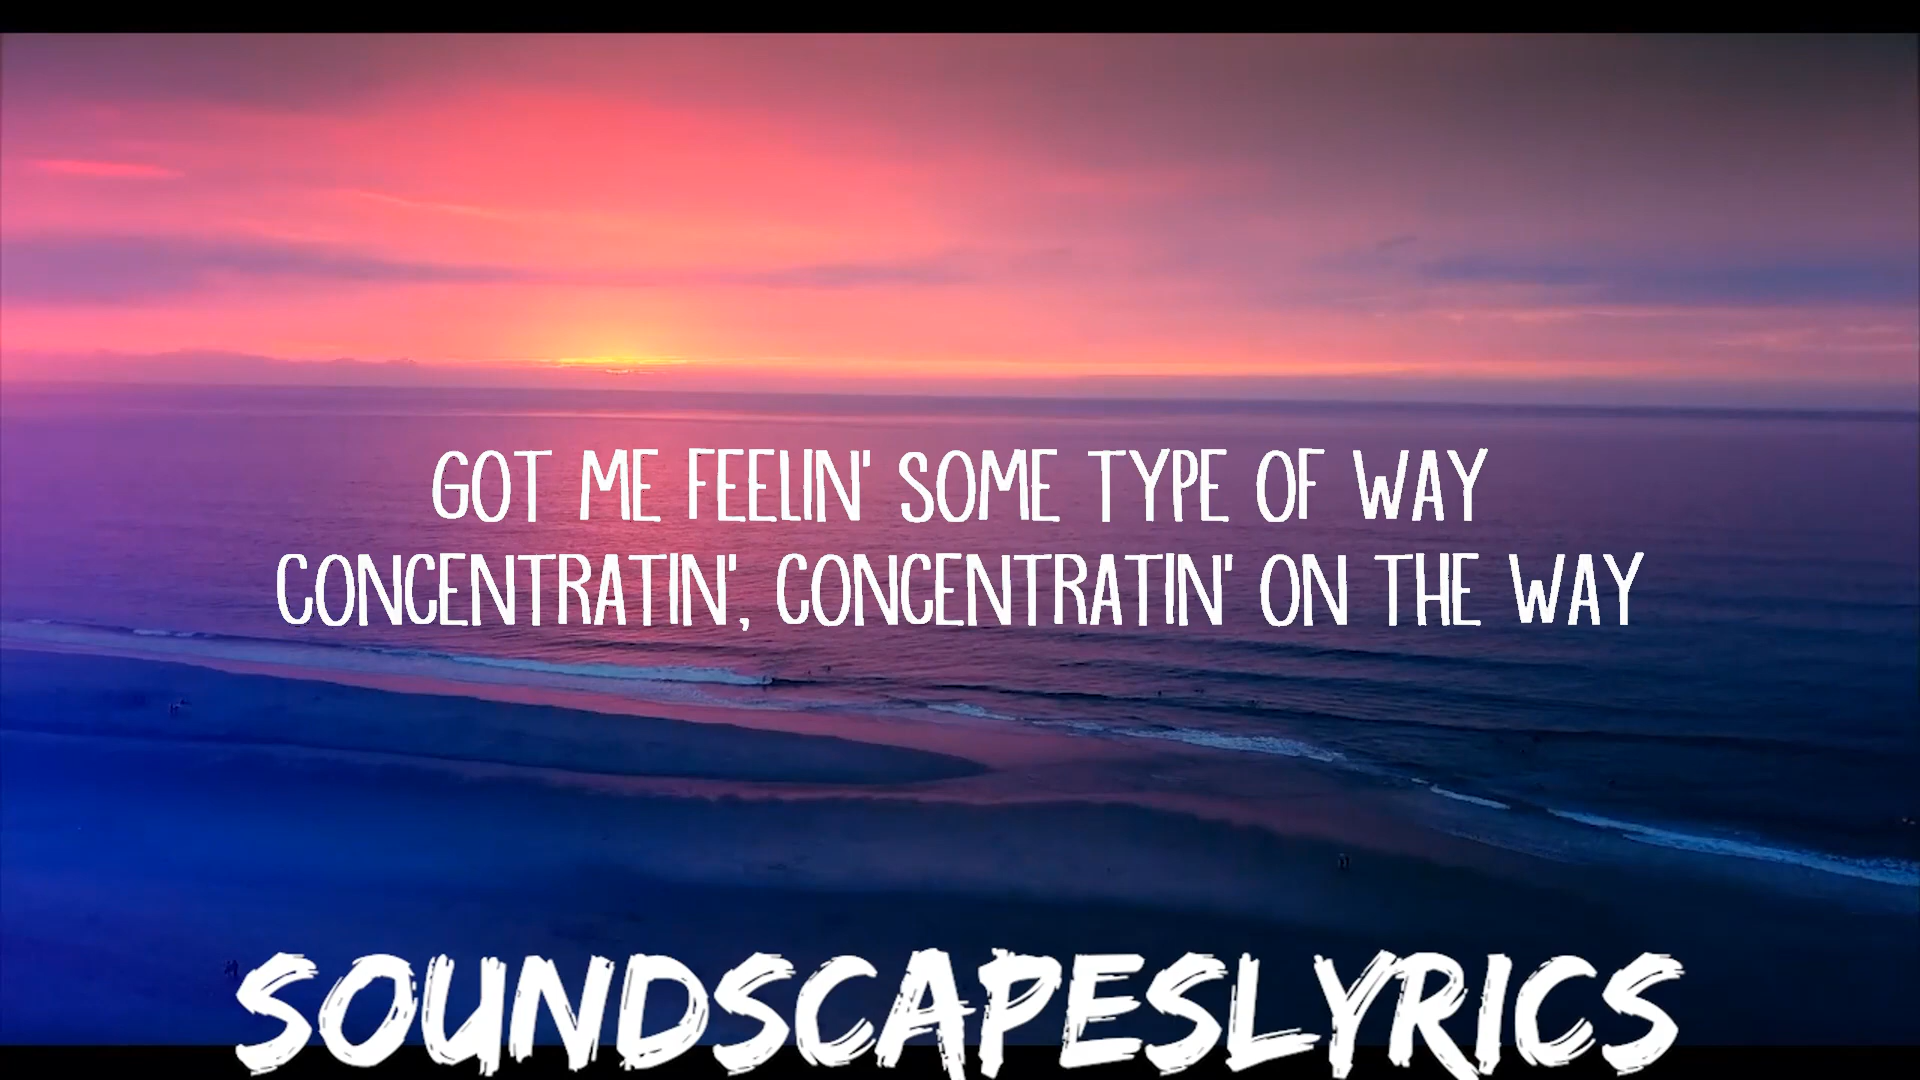 GOT ME FEELIN' SOME TYPE OF WAY
CONCENTRATIN', CONCENTRATIN' ON THE WAY
SOUNDSCAPESLYRICS